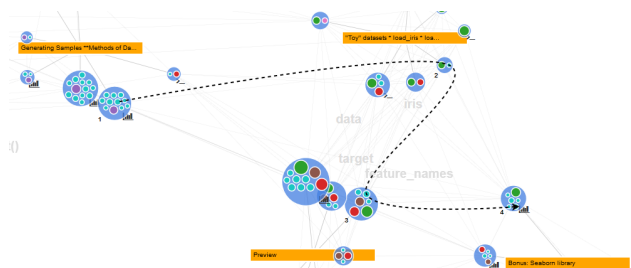 "Toy" datasets * load_iris * loa...
Generating Samples **Methods of Da...
2
iris
1
data
()
target
feature_names
3
4
Preview
Bonus: Seaborn library